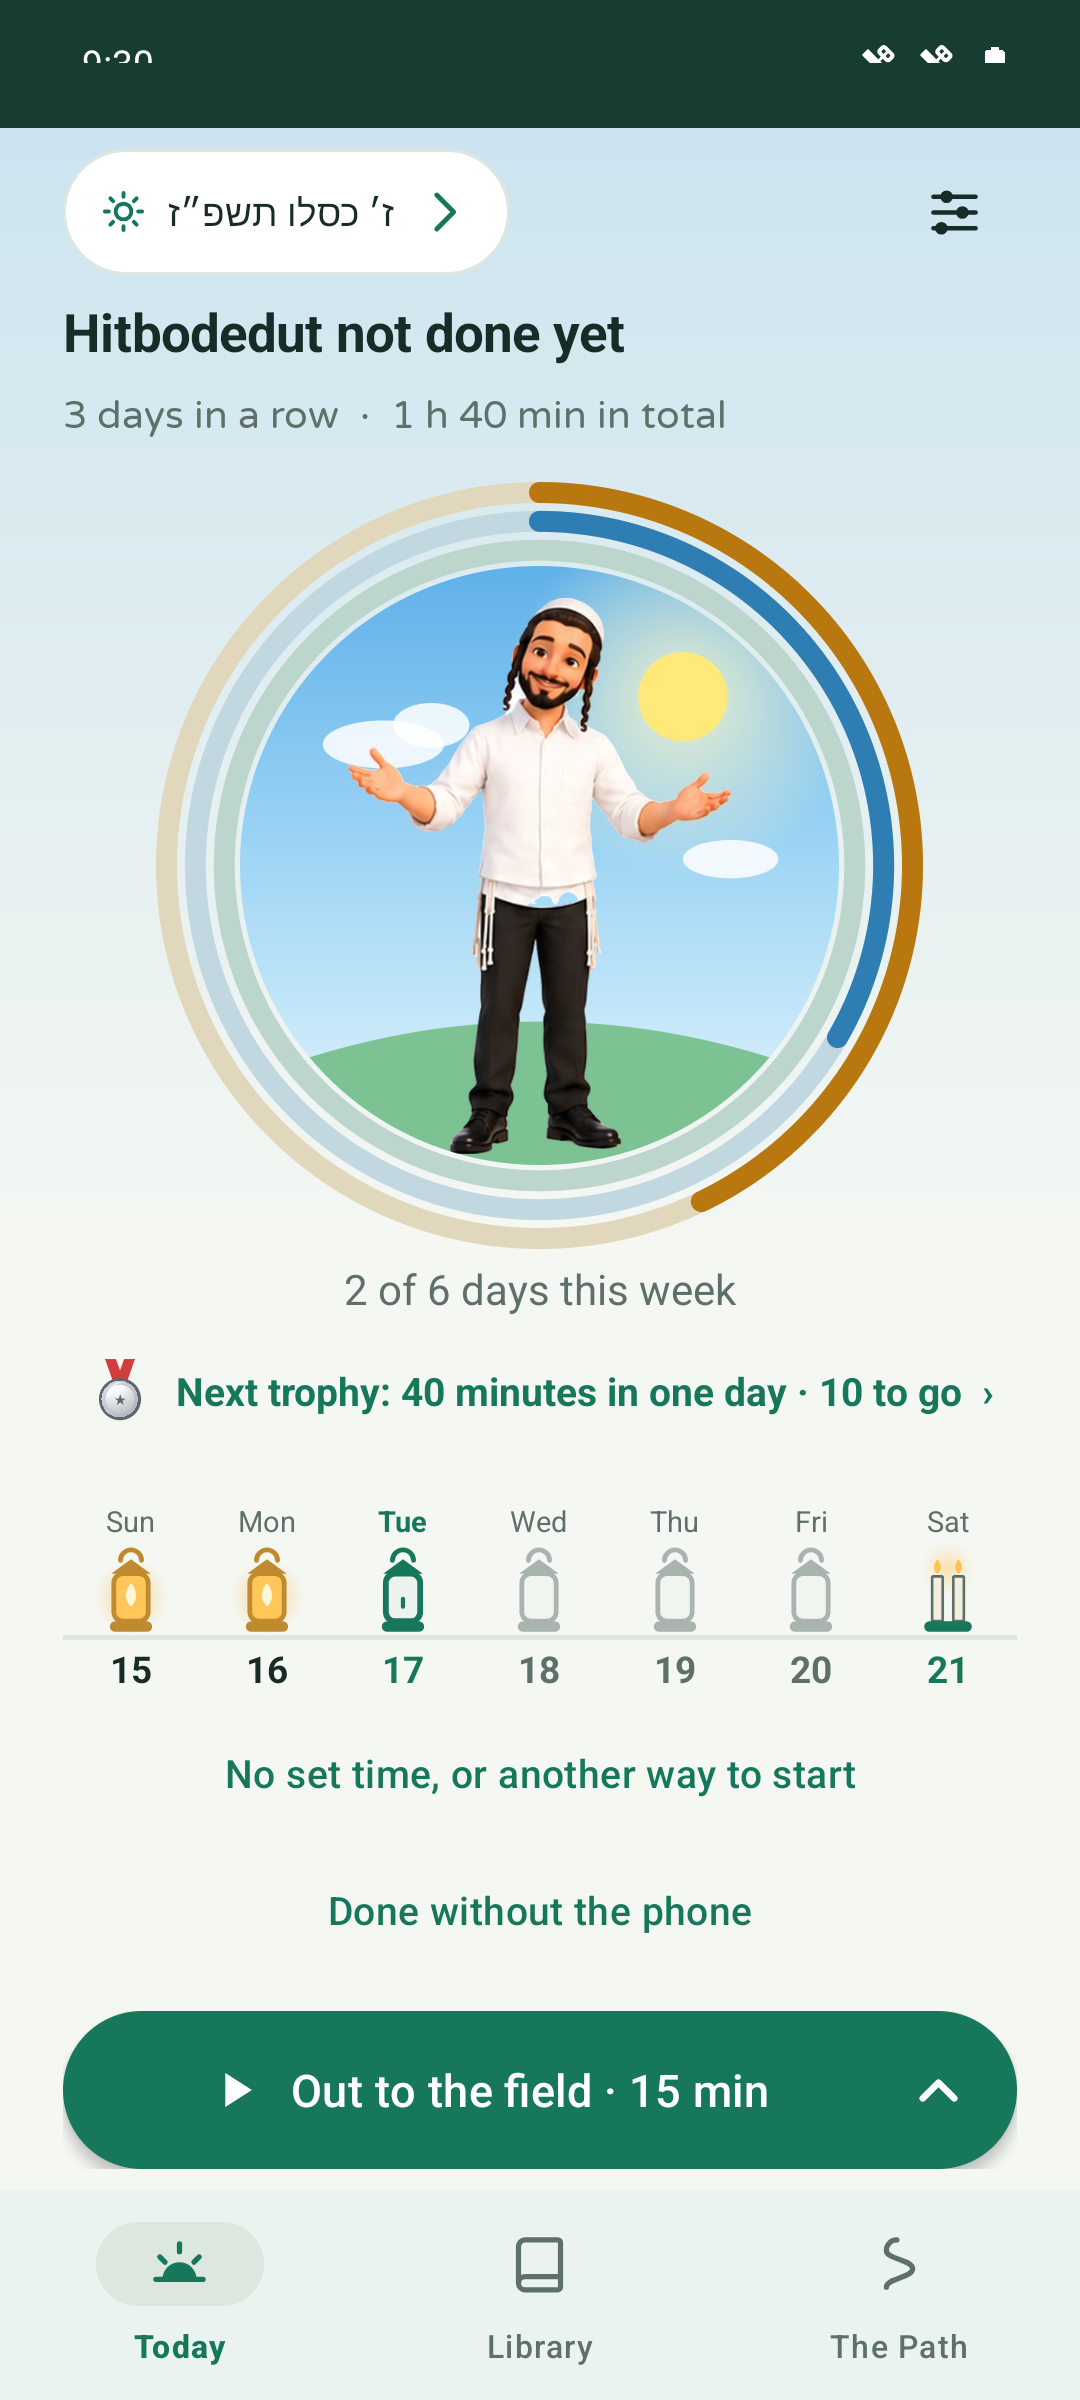 ז׳ כסלו תשפ״ז
Hitbodedut not done yet
3 days in a row · 1 h 40 min in total
2 of 6 days this week
Next trophy: 40 minutes in one day · 10 to go ›
Sun Mon Tue Wed Thu Fri Sat
15 16 17 18 19 20 21
No set time, or another way to start
Done without the phone
Out to the field · 15 min
Today Library The Path